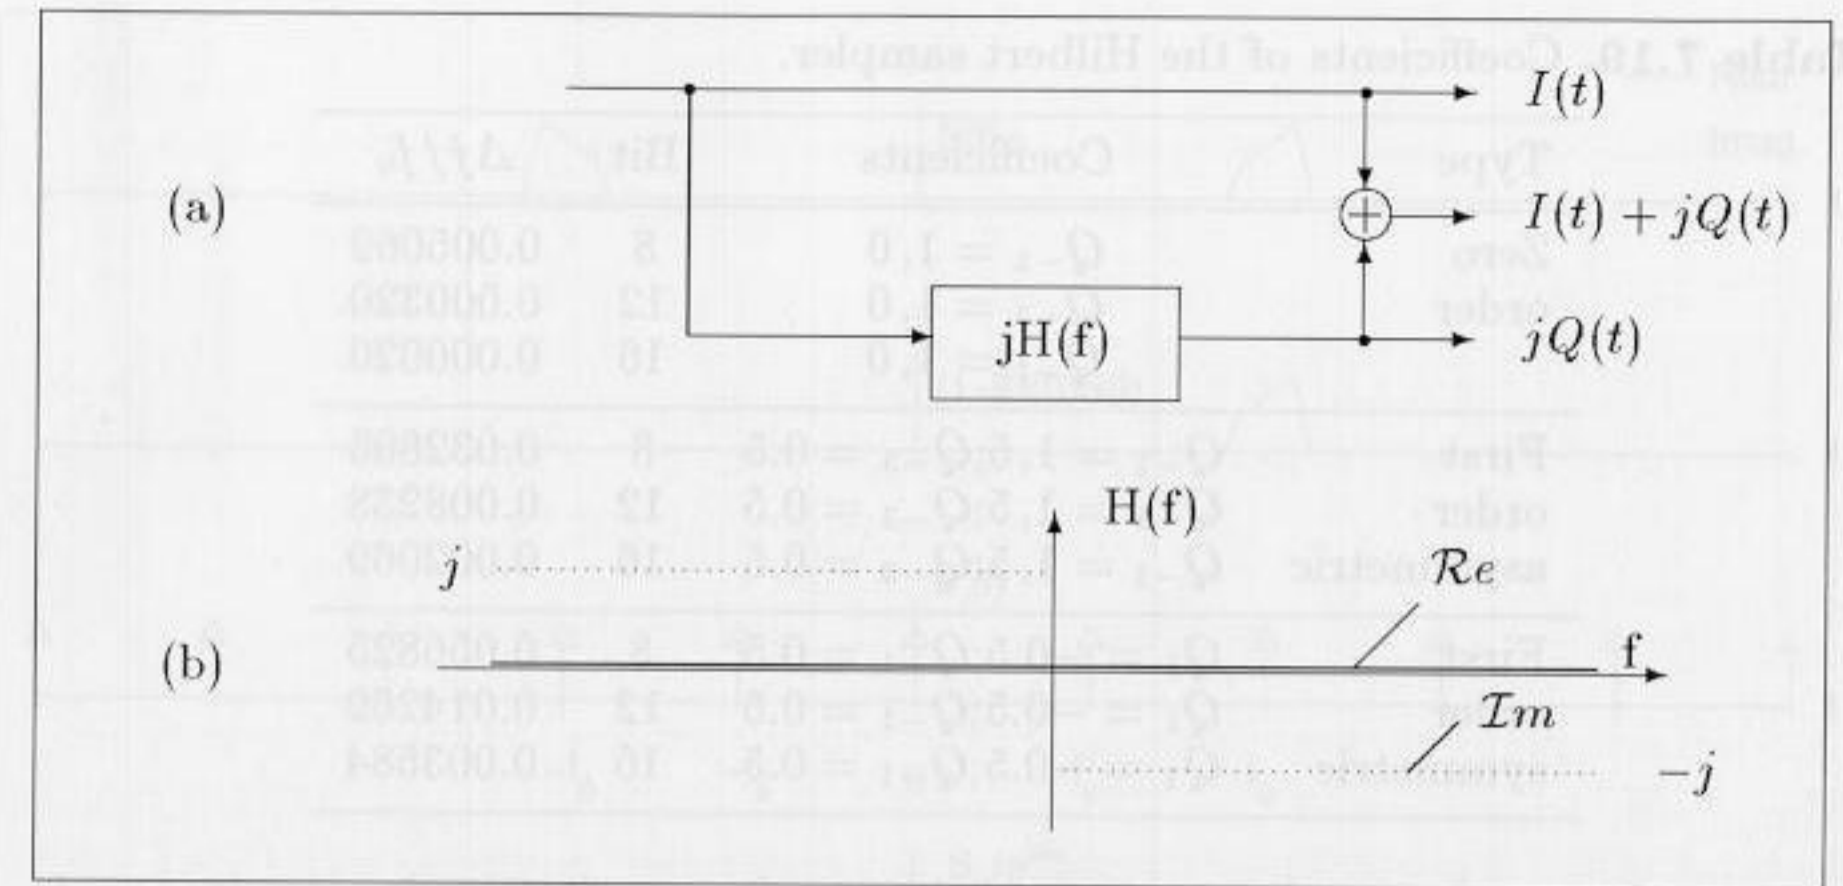 I(t)
(a)
I(t) + jQ(t)
jH(f)
jQ(t)
H(f)
j
Re
(b)
f
Im
−j